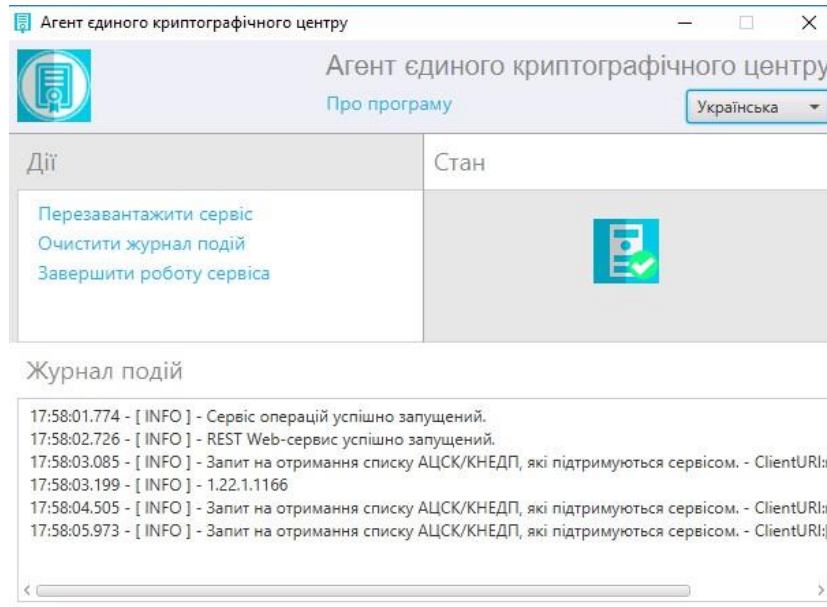 Агент єдиного криптографічного центру
Агент єдиного криптографічного центру
Про програму
Українська
Дії
Стан
Перезавантажити сервіс
Очистити журнал подій
Завершити роботу сервіса
Журнал подій
17:58:01.774 - [ INFO ] - Сервіс операцій успішно запущений.
17:58:02.726 - [ INFO ] - REST Web-сервис успішно запущений.
17:58:03.085 - [ INFO ] - Запит на отримання списку АЦСК/КНЕДП, які підтримуються сервісом. - ClientURI:
17:58:03.199 - [ INFO ] - 1.22.1.1166
17:58:04.505 - [ INFO ] - Запит на отримання списку АЦСК/КНЕДП, які підтримуються сервісом. - ClientURI:
17:58:05.973 - [ INFO ] - Запит на отримання списку АЦСК/КНЕДП, які підтримуються сервісом. - ClientURI: